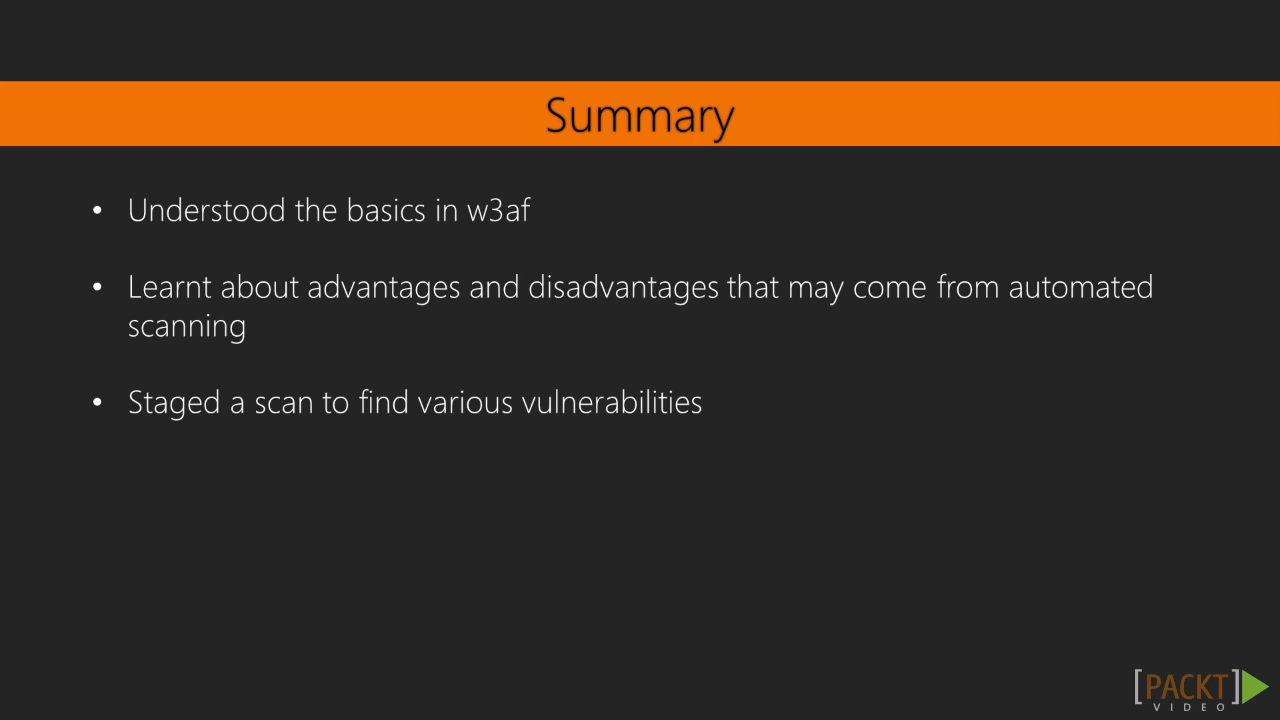 Summary
• Understood the basics in w3af
• Learnt about advantages and disadvantages that may come from automated
scanning
• Staged a scan to find various vulnerabilities
[PACKT]
VIDEO